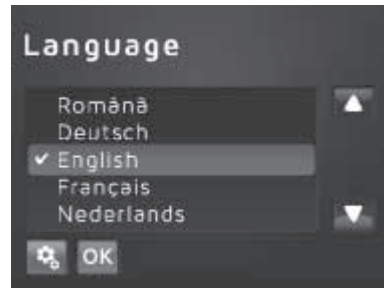 Language
Română
Deutsch
English
Français
Nederlands
OK